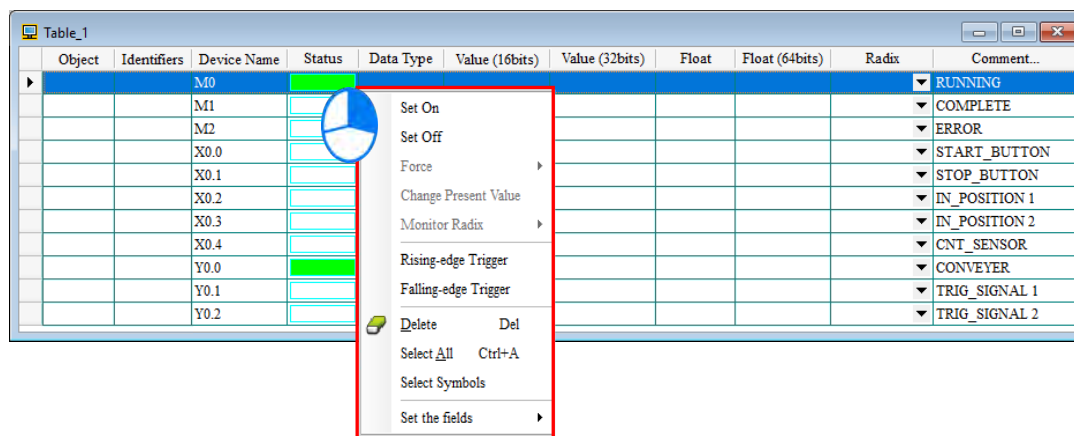 Table_1
Object Identifiers Device Name Status Data Type Value (16bits) Value (32bits) Float Float (64bits) Radix Comment...
M0 RUNNING
M1 COMPLETE
M2 ERROR
X0.0 START_BUTTON
X0.1 STOP_BUTTON
X0.2 IN_POSITION 1
X0.3 IN_POSITION 2
X0.4 CNT_SENSOR
Y0.0 CONVEYER
Y0.1 TRIG_SIGNAL 1
Y0.2 TRIG_SIGNAL 2
Set On
Set Off
Force
Change Present Value
Monitor Radix
Rising-edge Trigger
Falling-edge Trigger
Delete Del
Select All Ctrl+A
Select Symbols
Set the fields